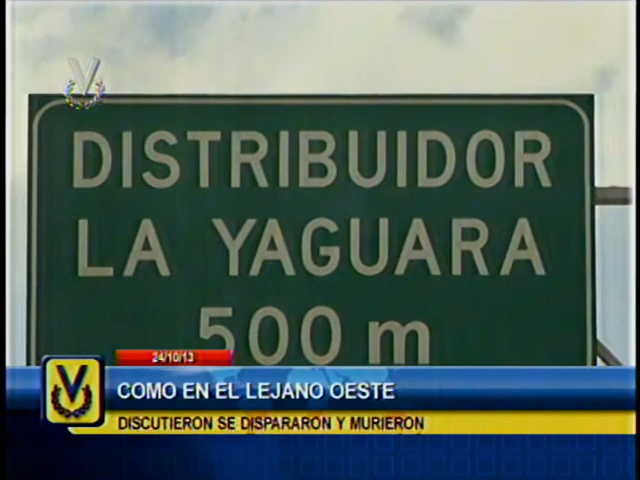 DISTRIBUIDOR
LA YAGUARA
500 m
24/10/13
COMO EN EL LEJANO OESTE
DISCUTIERON SE DISPARARON Y MURIERON